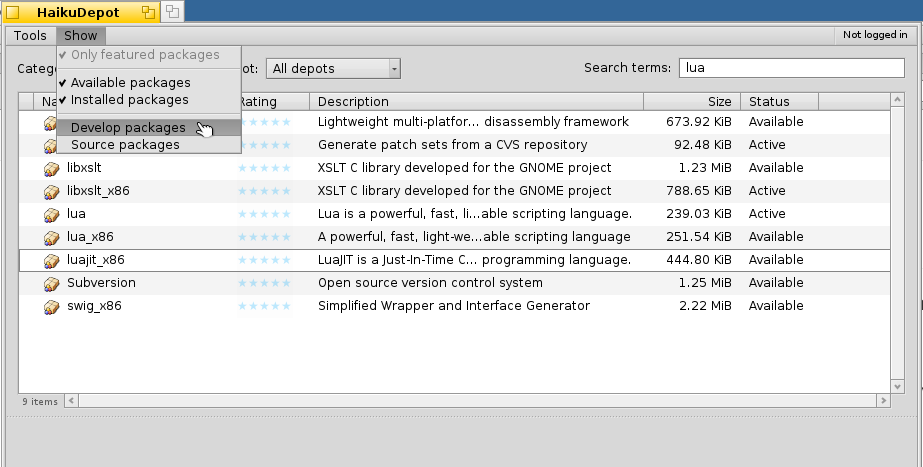 HaikuDepot
Tools Show Not logged in
✓ Only featured packages
Categ ot: All depots Search terms: lua
✓ Available packages
✓ Installed packages
Na Rating Description Size Status
Lightweight multi-platfor... disassembly framework 673.92 KiB Available
Develop packages
Generate patch sets from a CVS repository 92.48 KiB Active
Source packages
libxslt XSLT C library developed for the GNOME project 1.23 MiB Available
libxslt_x86 XSLT C library developed for the GNOME project 788.65 KiB Active
lua Lua is a powerful, fast, li...able scripting language. 239.03 KiB Active
lua_x86 A powerful, fast, light-we...able scripting language 251.54 KiB Available
luajit_x86 LuaJIT is a Just-In-Time C... programming language. 444.80 KiB Available
Subversion Open source version control system 1.25 MiB Available
swig_x86 Simplified Wrapper and Interface Generator 2.22 MiB Available
9 items